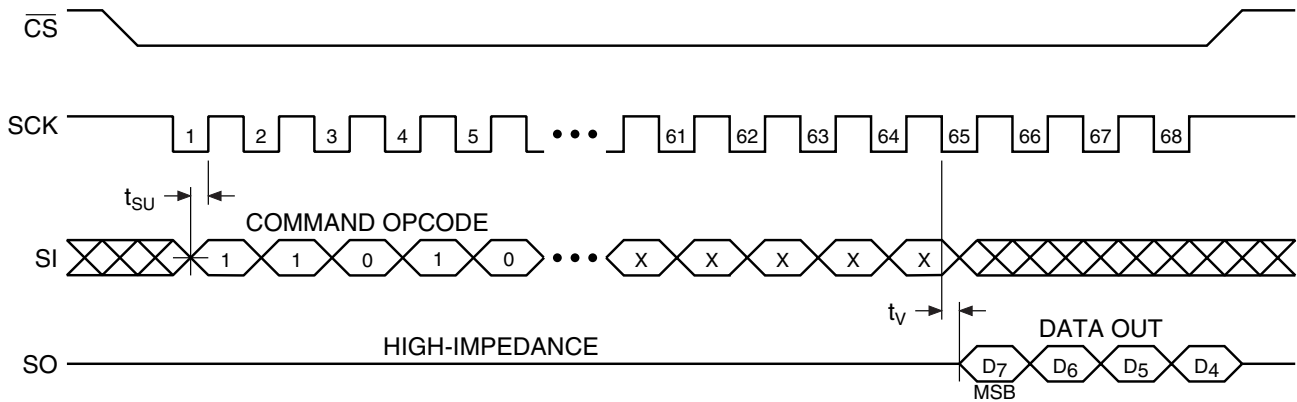 CS
SCK 1 2 3 4 5 ••• 61 62 63 64 65 66 67 68
tSU
COMMAND OPCODE
SI 1 1 0 1 0 ••• X X X X X
tV
HIGH-IMPEDANCE
DATA OUT
SO D7 D6 D5 D4
MSB